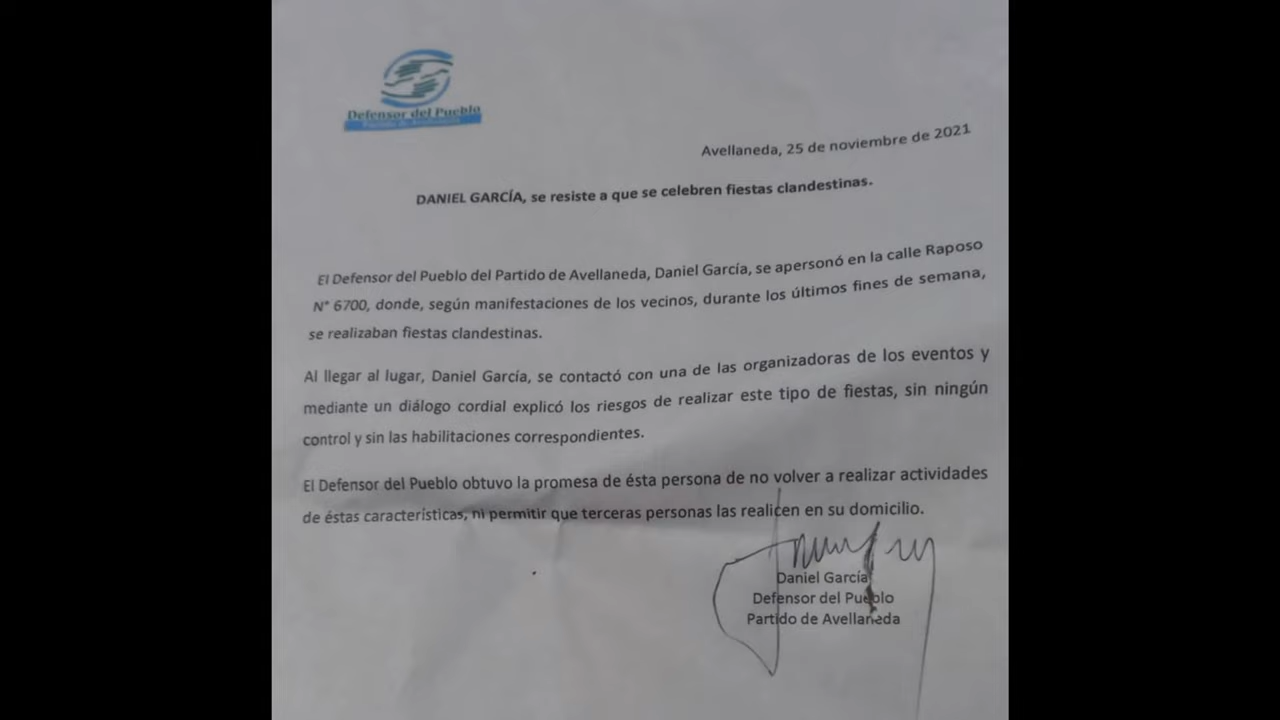 Defensor del Pueblo
Partido de Avellaneda
Avellaneda, 25 de noviembre de 2021
DANIEL GARCÍA, se resiste a que se celebren fiestas clandestinas.
El Defensor del Pueblo del Partido de Avellaneda, Daniel García, se apersonó en la calle Raposo
N° 6700, donde, según manifestaciones de los vecinos, durante los últimos fines de semana,
se realizaban fiestas clandestinas.
Al llegar al lugar, Daniel García, se contactó con una de las organizadoras de los eventos y
mediante un diálogo cordial explicó los riesgos de realizar este tipo de fiestas, sin ningún
control y sin las habilitaciones correspondientes.
El Defensor del Pueblo obtuvo la promesa de ésta persona de no volver a realizar actividades
de éstas características, ni permitir que terceras personas las realicen en su domicilio.
Daniel García
Defensor del Pueblo
Partido de Avellaneda